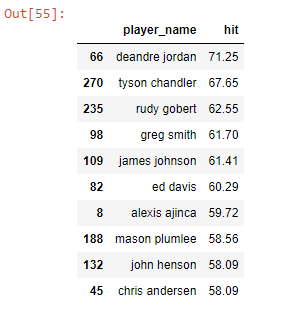 Out[55]:
player_name hit
66 deandre jordan 71.25
270 tyson chandler 67.65
235 rudy gobert 62.55
98 greg smith 61.70
109 james johnson 61.41
82 ed davis 60.29
8 alexis ajinca 59.72
188 mason plumlee 58.56
132 john henson 58.09
45 chris andersen 58.09